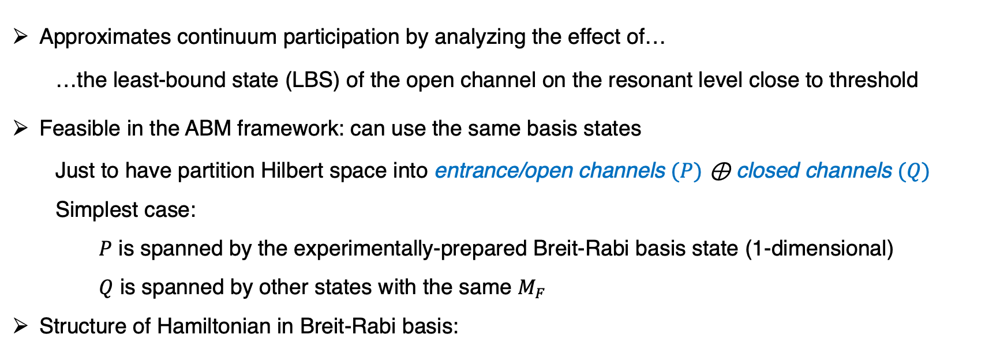 ➢ Approximates continuum participation by analyzing the effect of…
…the least-bound state (LBS) of the open channel on the resonant level close to threshold
➢ Feasible in the ABM framework: can use the same basis states
Just to have partition Hilbert space into entrance/open channels (P) ⊕ closed channels (Q)
Simplest case:
P is spanned by the experimentally-prepared Breit-Rabi basis state (1-dimensional)
Q is spanned by other states with the same M_F
➢ Structure of Hamiltonian in Breit-Rabi basis: